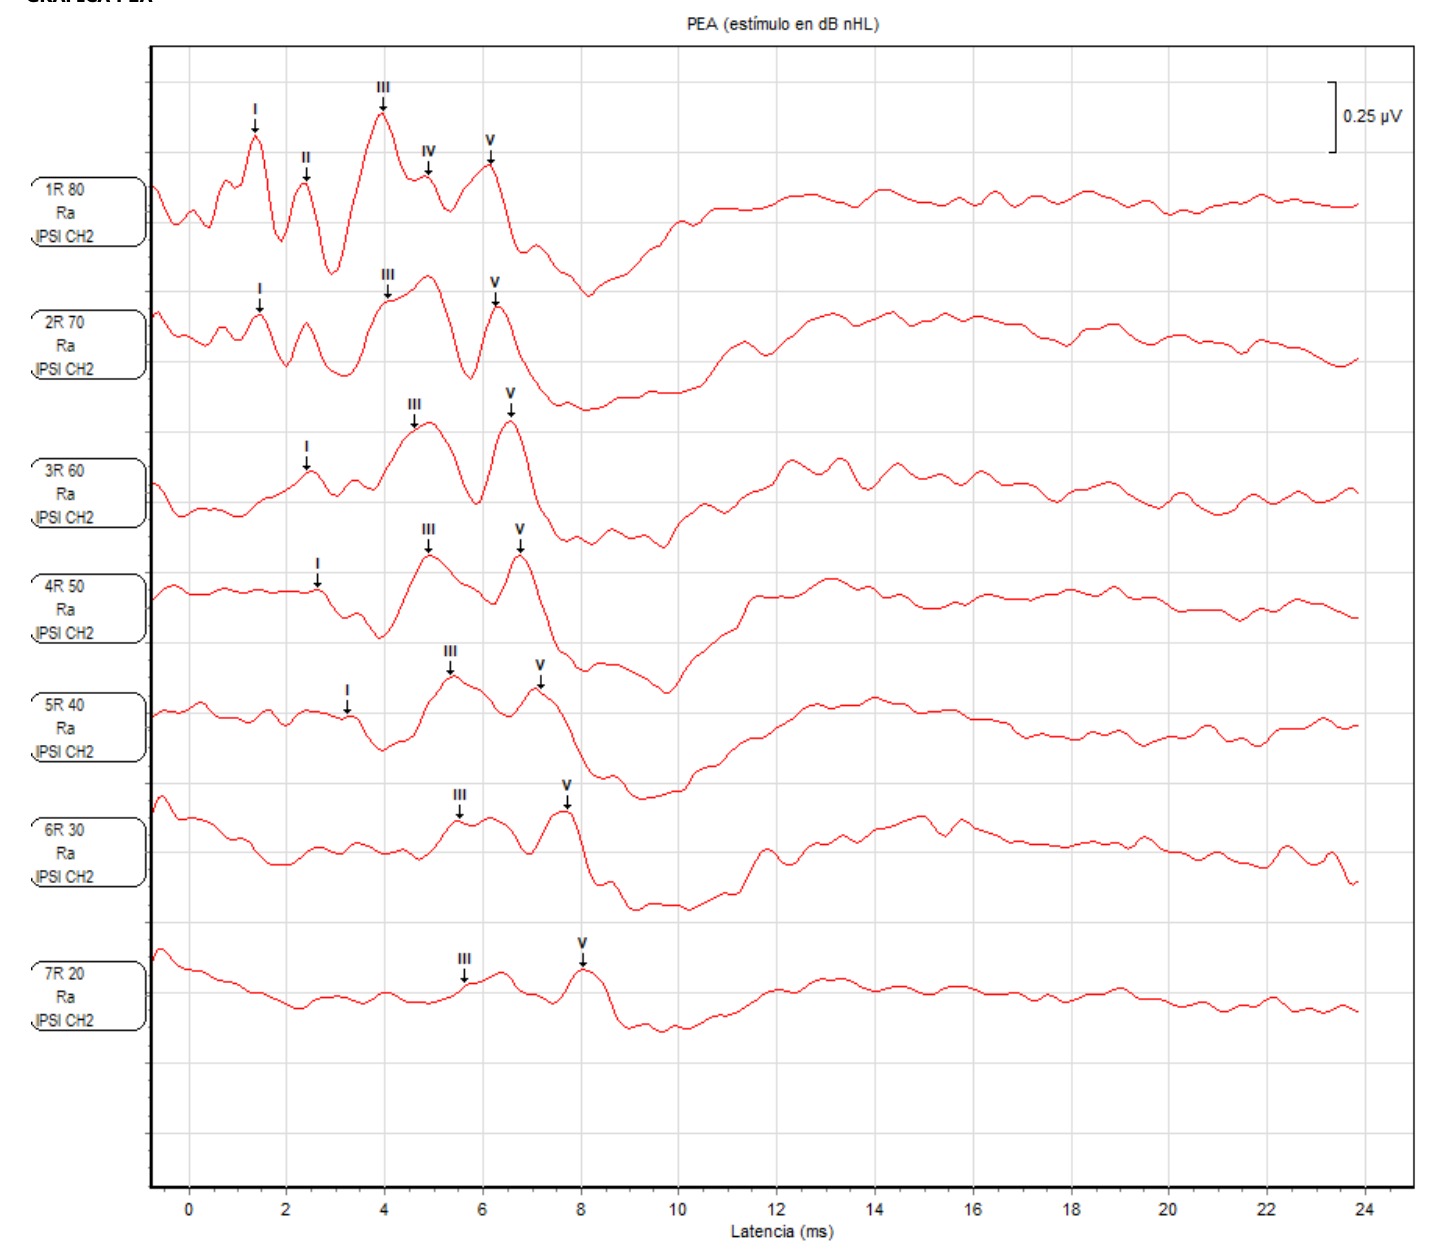 GRÁFICA PEA
PEA (estímulo en dB nHL)
0.25 µV
I
II
III
IV
V
1R 80
Ra
IPSI CH2
I
III
V
2R 70
Ra
IPSI CH2
I
III
V
3R 60
Ra
IPSI CH2
I
III
V
4R 50
Ra
IPSI CH2
I
III
V
5R 40
Ra
IPSI CH2
III
V
6R 30
Ra
IPSI CH2
III
V
7R 20
Ra
IPSI CH2
0 2 4 6 8 10 12 14 16 18 20 22 24
Latencia (ms)